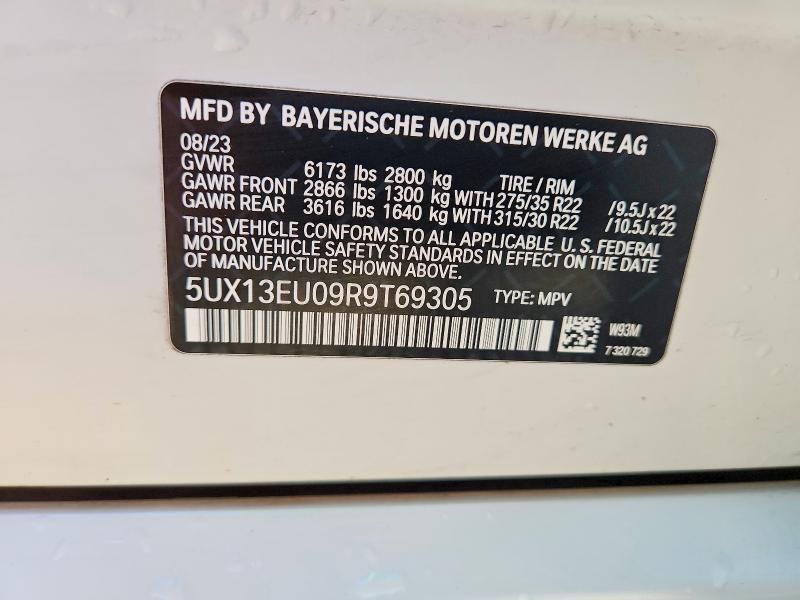 MFD BY BAYERISCHE MOTOREN WERKE AG
08/23
GVWR 6173 lbs 2800 kg TIRE / RIM
GAWR FRONT 2866 lbs 1300 kg WITH 275/35 R22 / 9.5J x 22
GAWR REAR 3616 lbs 1640 kg WITH 315/30 R22 / 10.5J x 22
THIS VEHICLE CONFORMS TO ALL APPLICABLE U. S. FEDERAL
MOTOR VEHICLE SAFETY STANDARDS IN EFFECT ON THE DATE
OF MANUFACTURE SHOWN ABOVE.
5UX13EU09R9T69305 TYPE: MPV
W93M
7 320 729